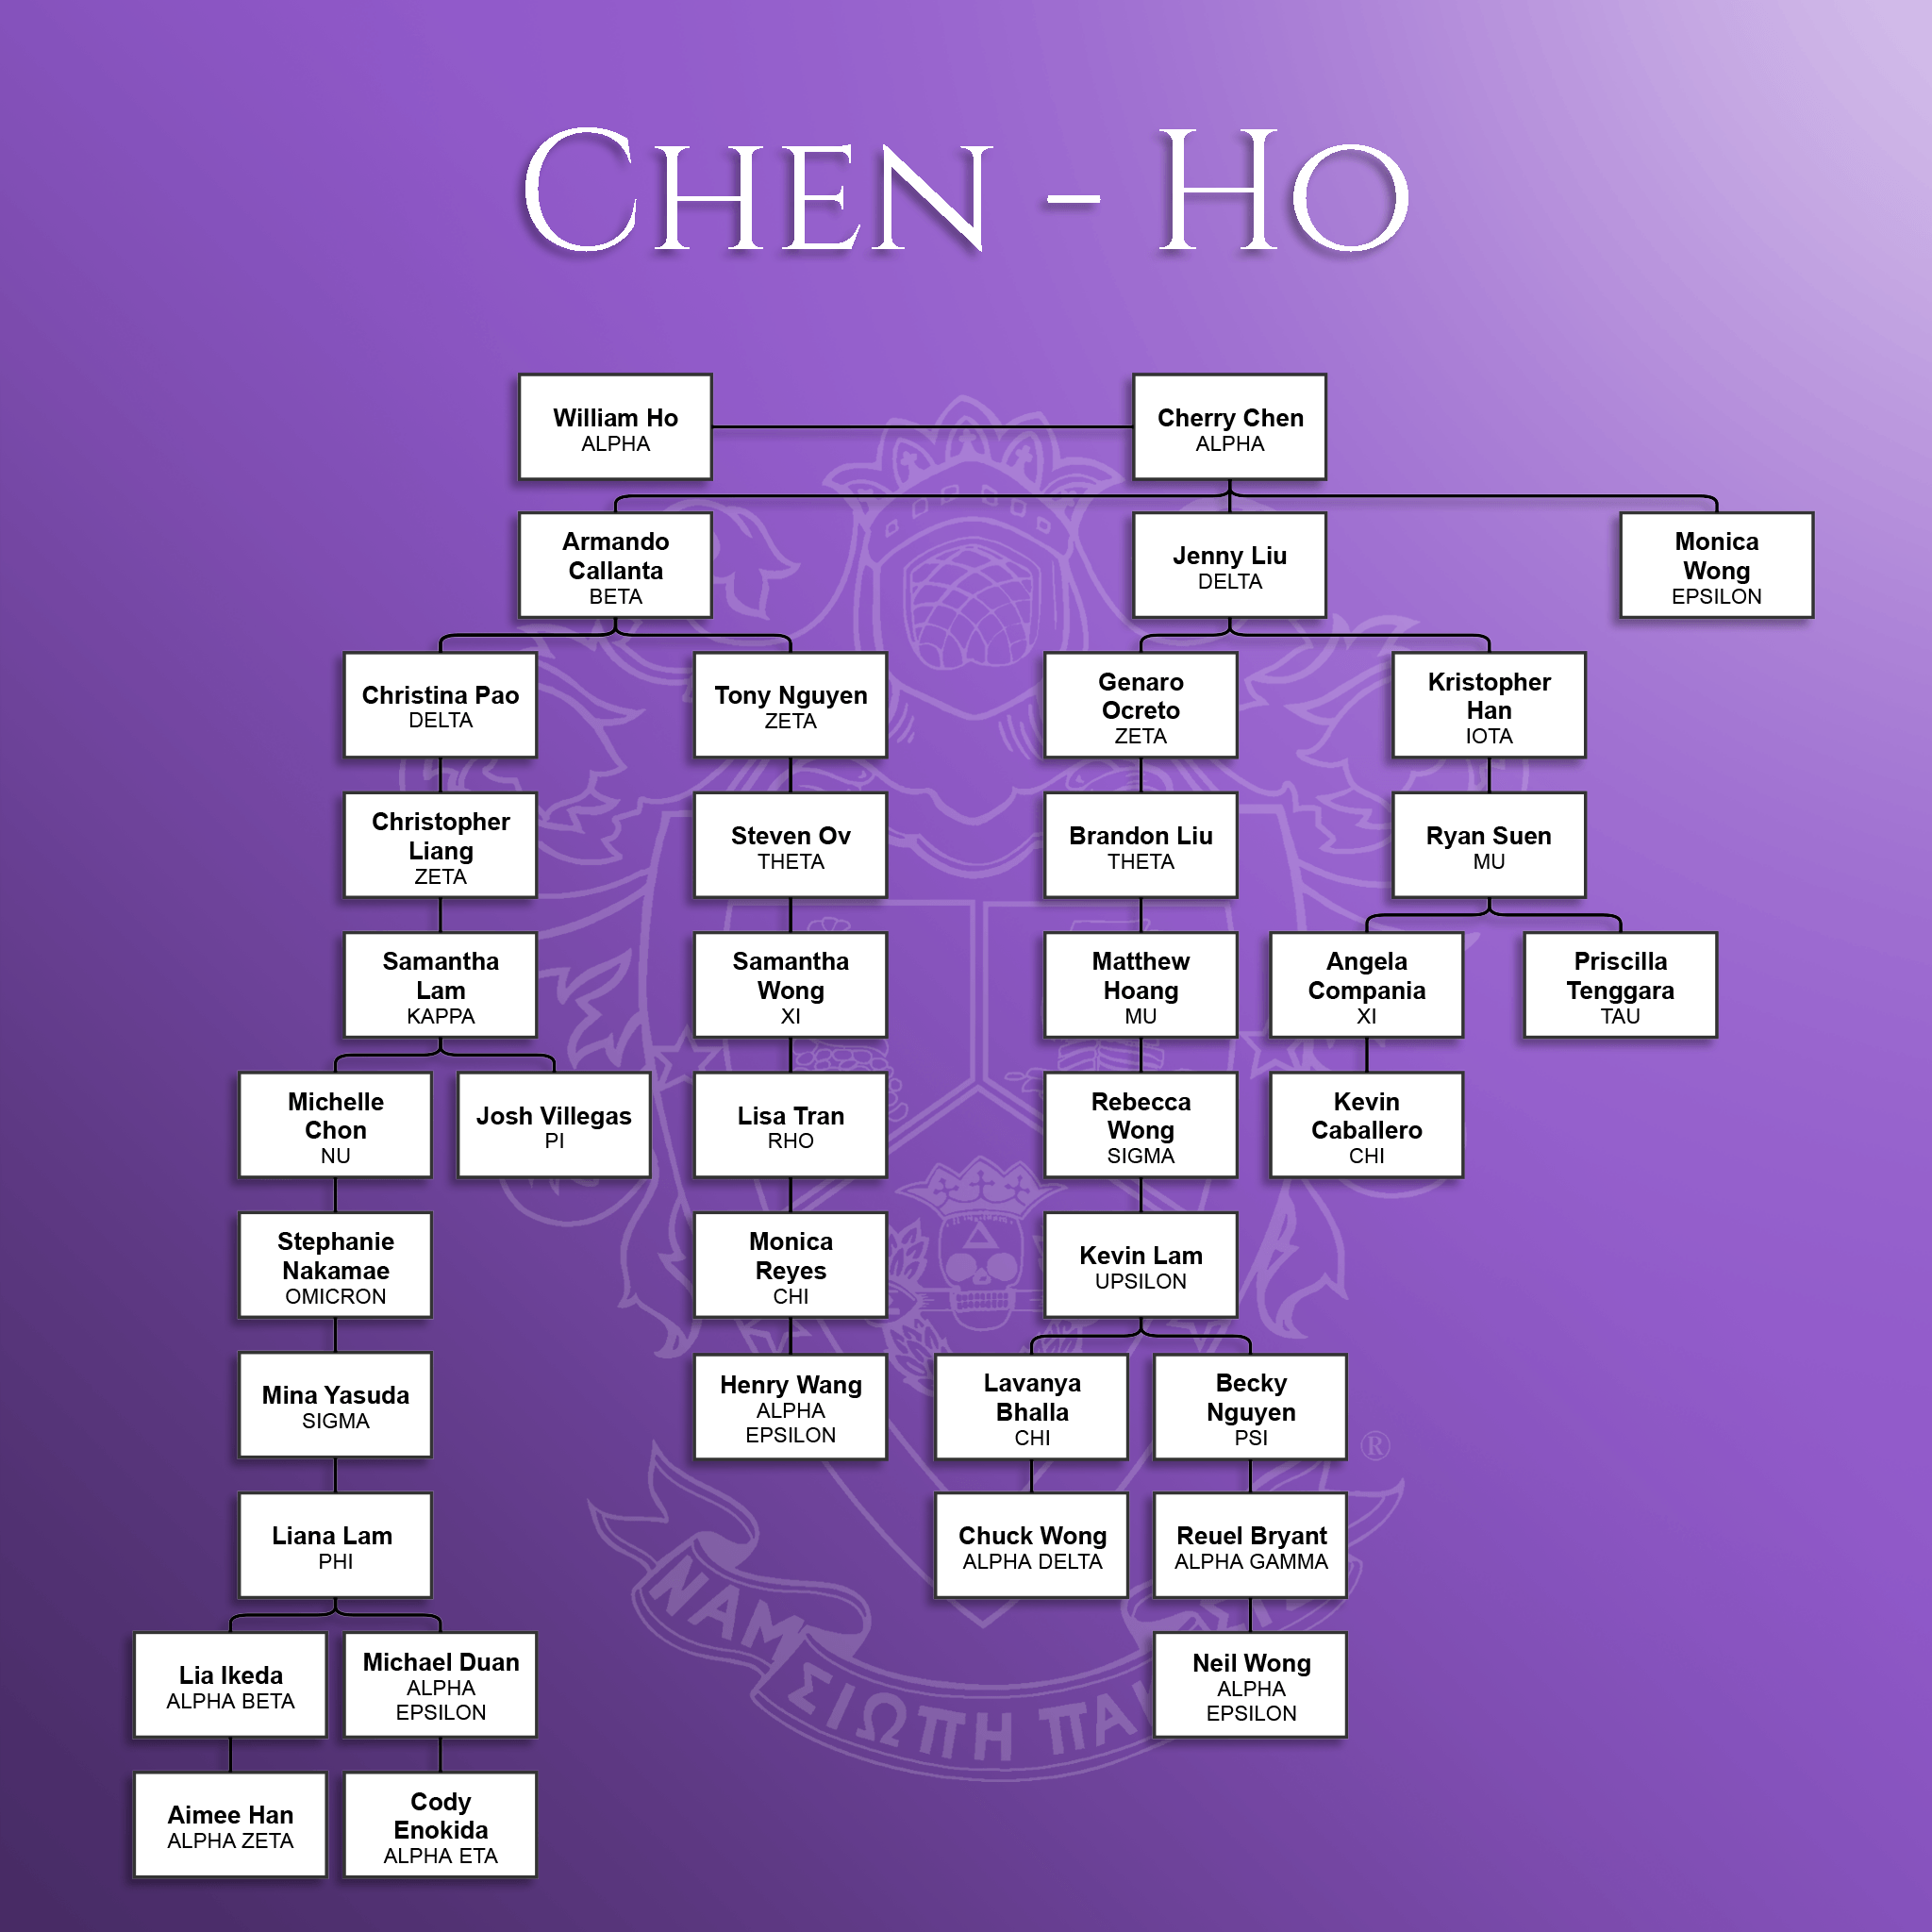 CHEN - HO
William Ho
ALPHA
Cherry Chen
ALPHA
Armando
Callanta
BETA
Jenny Liu
DELTA
Monica
Wong
EPSILON
Christina Pao
DELTA
Tony Nguyen
ZETA
Genaro
Ocreto
ZETA
Kristopher
Han
IOTA
Christopher
Liang
ZETA
Steven Ov
THETA
Brandon Liu
THETA
Ryan Suen
MU
Samantha
Lam
KAPPA
Samantha
Wong
XI
Matthew
Hoang
MU
Angela
Compania
XI
Priscilla
Tenggara
TAU
Michelle
Chon
NU
Josh Villegas
PI
Lisa Tran
RHO
Rebecca
Wong
SIGMA
Kevin
Caballero
CHI
Stephanie
Nakamae
OMICRON
Monica
Reyes
CHI
Kevin Lam
UPSILON
Mina Yasuda
SIGMA
Henry Wang
ALPHA
EPSILON
Lavanya
Bhalla
CHI
Becky
Nguyen
PSI
®
Liana Lam
PHI
Chuck Wong
ALPHA DELTA
Reuel Bryant
ALPHA GAMMA
Lia Ikeda
ALPHA BETA
Michael Duan
ALPHA
EPSILON
Neil Wong
ALPHA
EPSILON
Aimee Han
ALPHA ZETA
Cody
Enokida
ALPHA ETA
ΣΙΩΠΗ